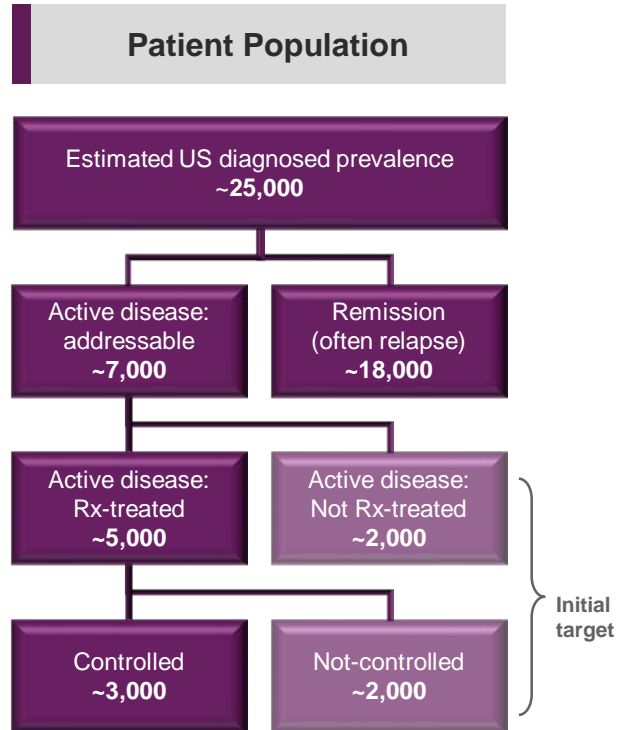 Patient Population
Estimated US diagnosed prevalence
~25,000
Active disease:
addressable
~7,000
Remission
(often relapse)
~18,000
Active disease:
Rx-treated
~5,000
Active disease:
Not Rx-treated
~2,000
Initial
target
Controlled
~3,000
Not-controlled
~2,000